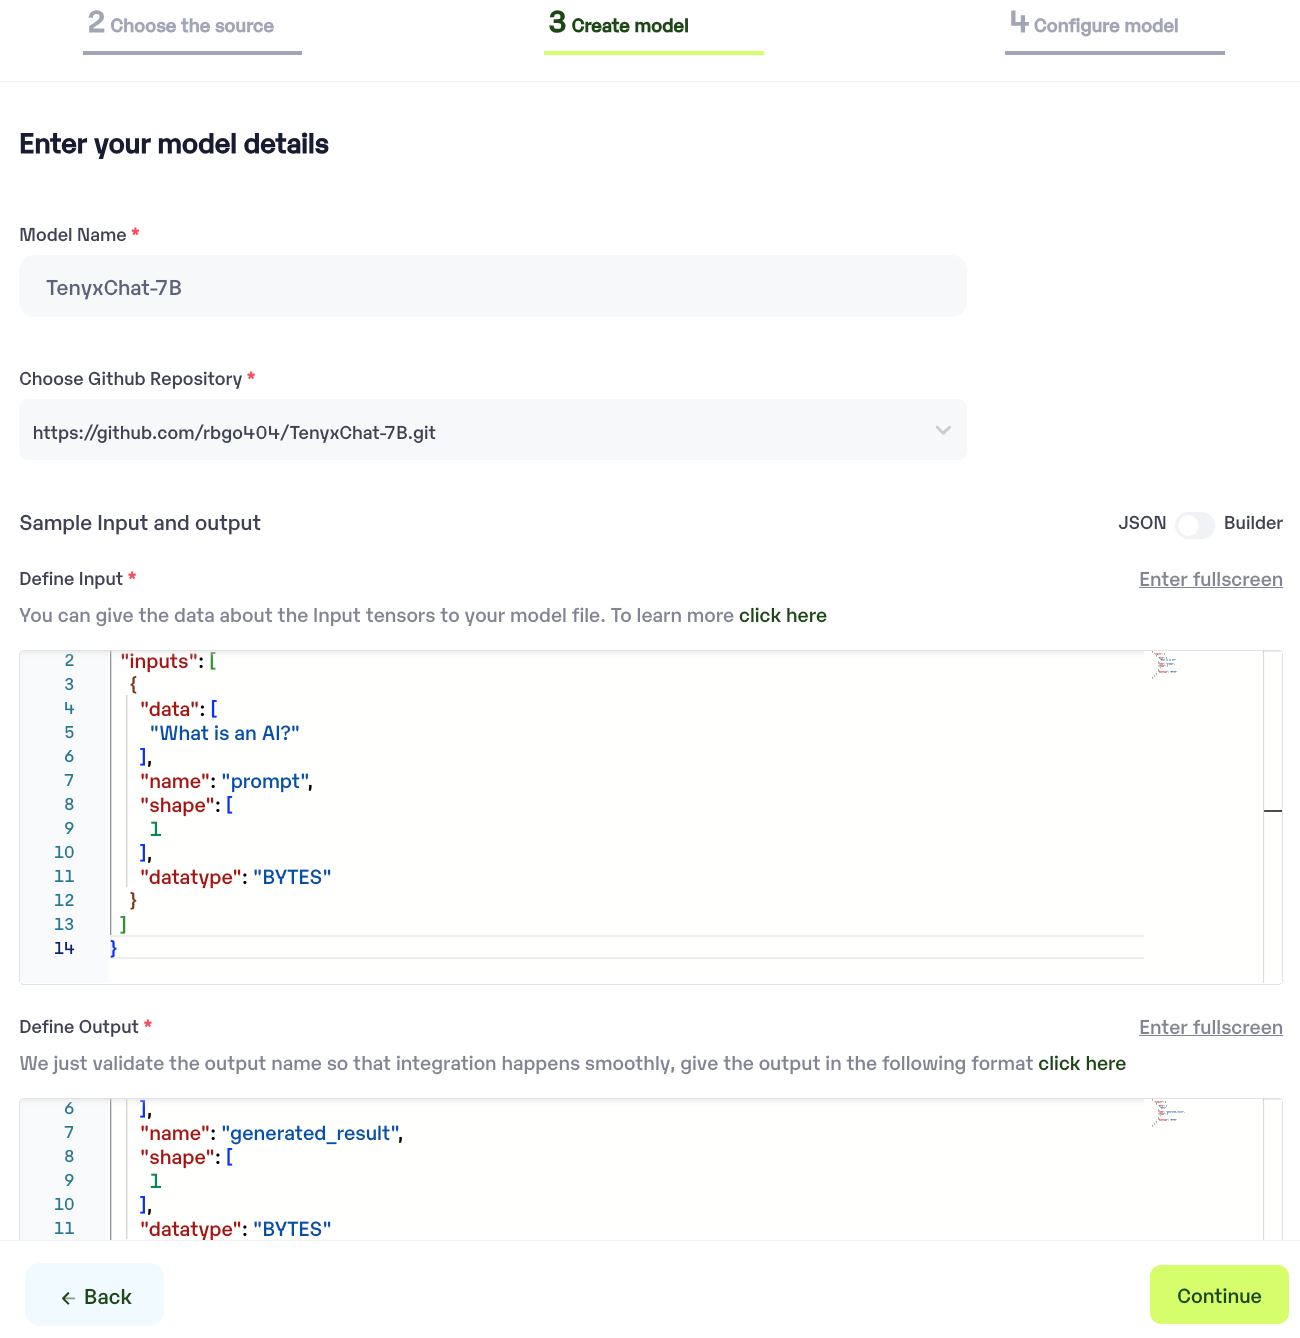 2 Choose the source
3 Create model
4 Configure model
Enter your model details
Model Name *
TenyxChat-7B
Choose Github Repository *
https://github.com/rbgo404/TenyxChat-7B.git
Sample Input and output
JSON
Builder
Define Input *
Enter fullscreen
You can give the data about the Input tensors to your model file. To learn more click here
2 "inputs": [
3 {
4 "data": [
5 "What is an AI?"
6 ],
7 "name": "prompt",
8 "shape": [
9 1
10 ],
11 "datatype": "BYTES"
12 }
13 ]
14 }
Define Output *
Enter fullscreen
We just validate the output name so that integration happens smoothly, give the output in the following format click here
6 ],
7 "name": "generated_result",
8 "shape": [
9 1
10 ],
11 "datatype": "BYTES"
← Back
Continue